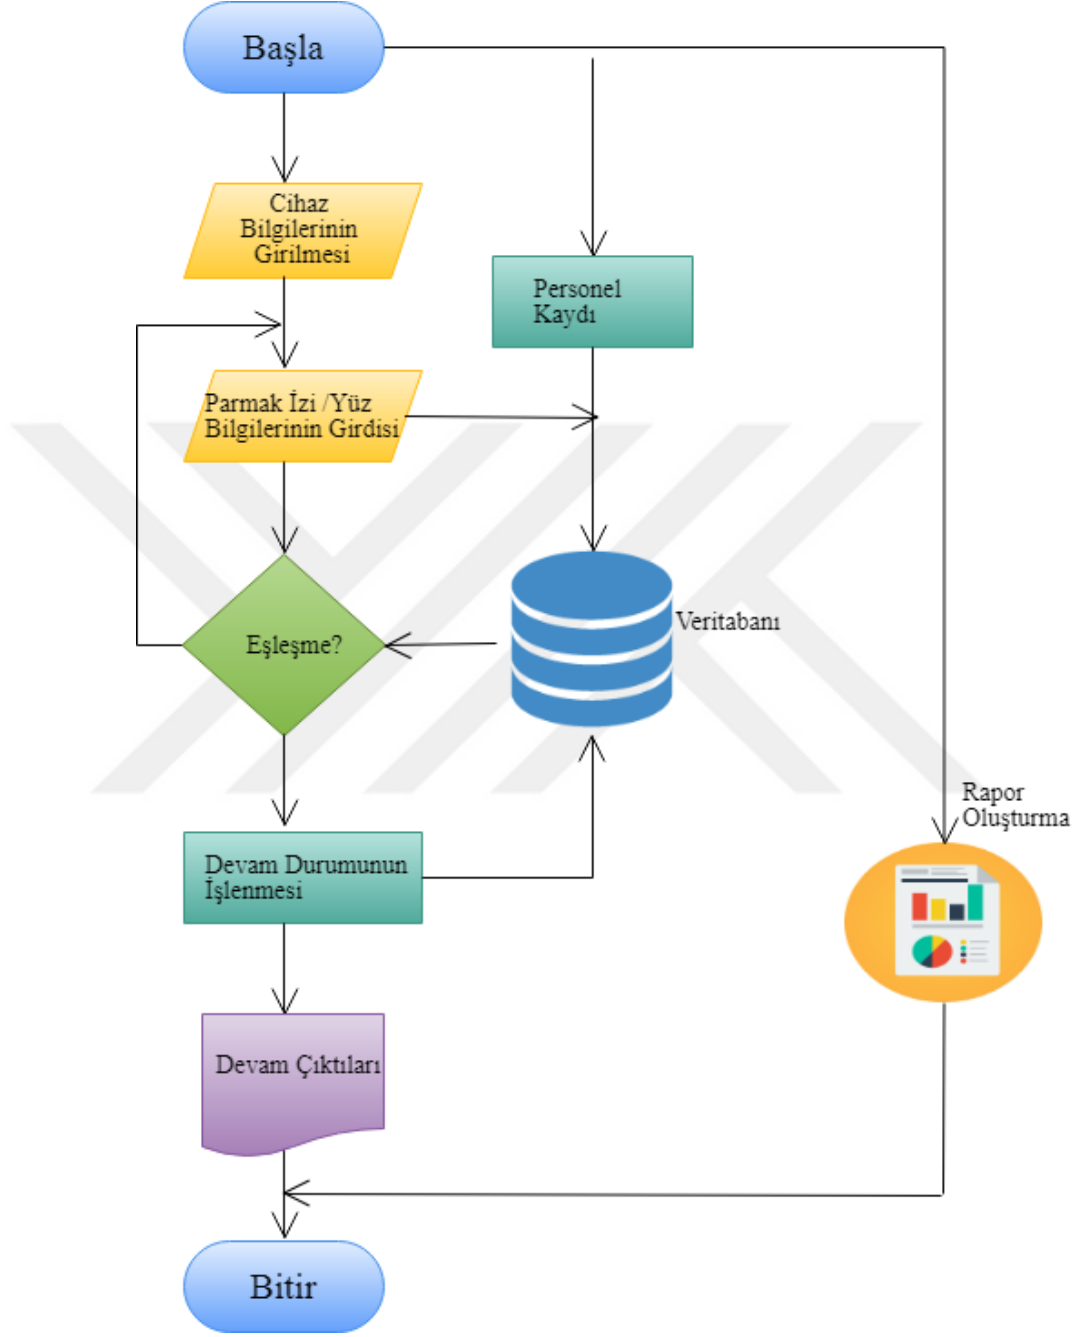 Başla
Cihaz
Bilgilerinin
Girilmesi
Personel
Kaydı
Parmak İzi /Yüz
Bilgilerinin Girdisi
Eşleşme?
Veritabanı
Rapor
Oluşturma
Devam Durumunun
İşlenmesi
Devam Çıktıları
Bitir